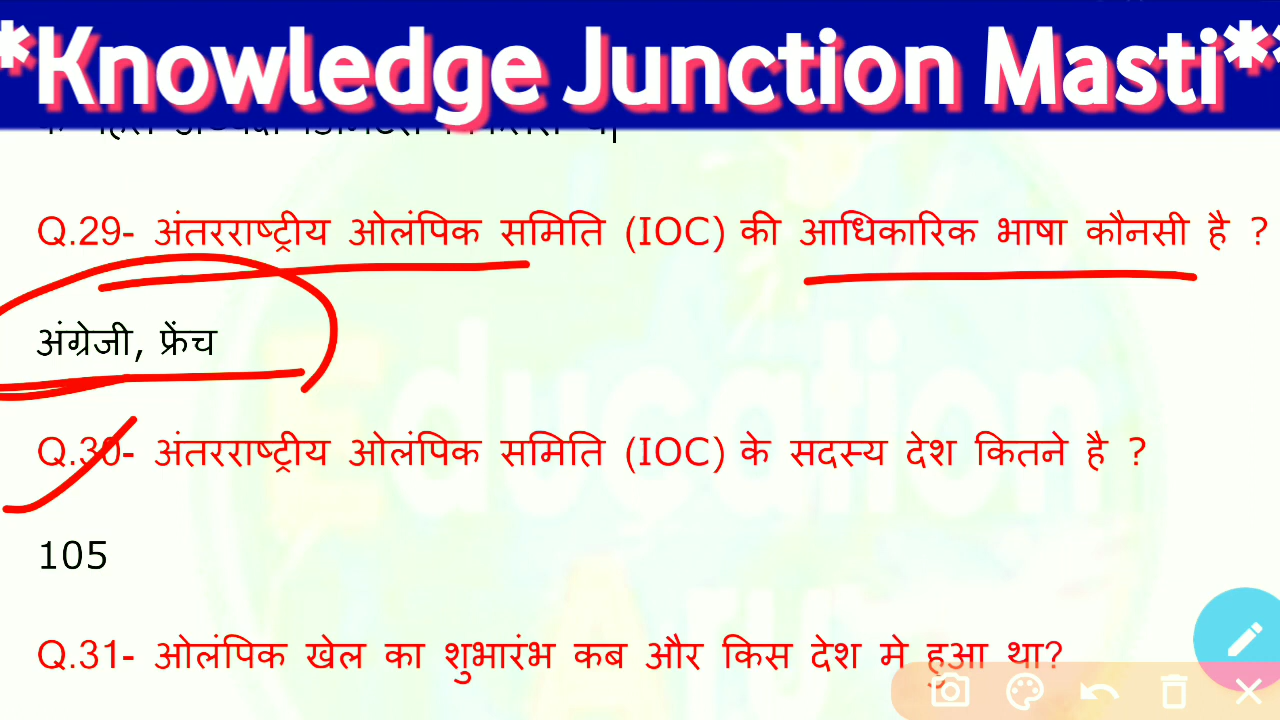 *Knowledge Junction Masti*
Q.29- अंतरराष्ट्रीय ओलंपिक समिति (IOC) की आधिकारिक भाषा कौनसी है ?
अंग्रेजी, फ्रेंच
Q.30- अंतरराष्ट्रीय ओलंपिक समिति (IOC) के सदस्य देश कितने है ?
105
Q.31- ओलंपिक खेल का शुभारंभ कब और किस देश मे हुआ था?